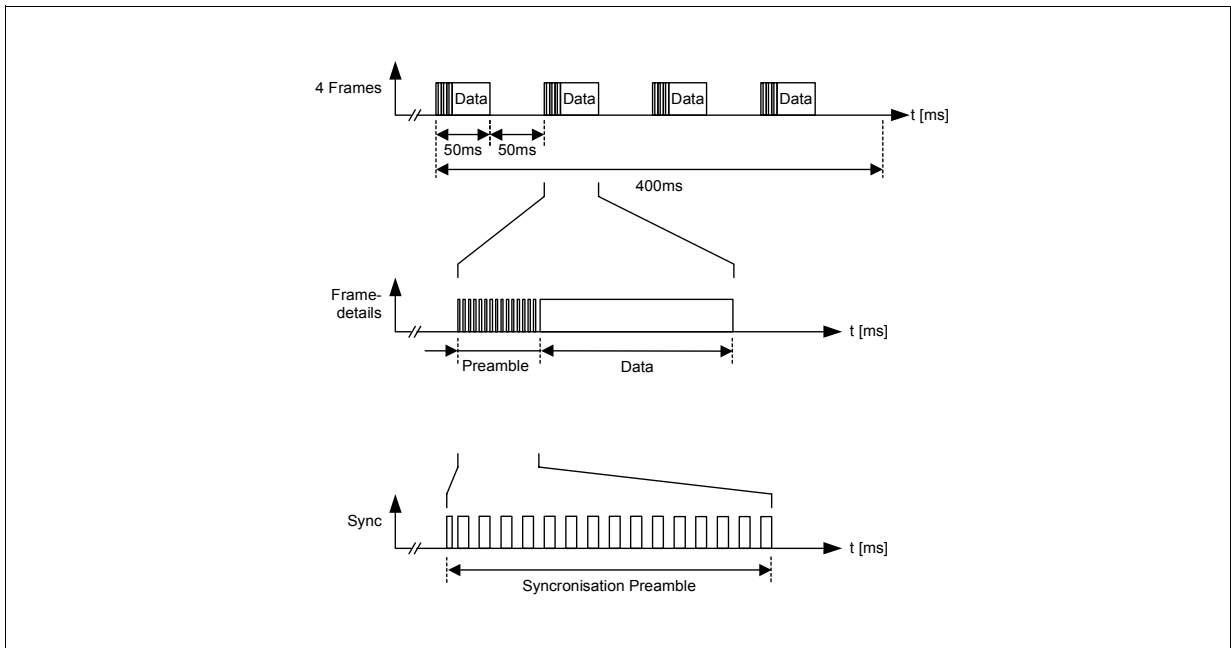 4 Frames
Data
Data
Data
Data
t [ms]
50ms
50ms
400ms
Frame-
details
t [ms]
Preamble
Data
Sync
t [ms]
Syncronisation Preamble